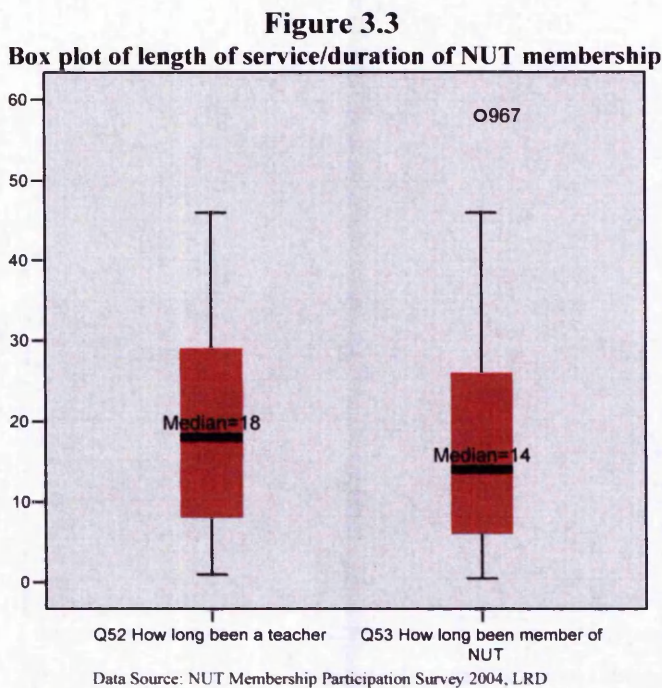 Figure 3.3
Box plot of length of service/duration of NUT membership
60
50
40
30
20
10
0
O967
Median=18
Median=14
Q52 How long been a teacher
Q53 How long been member of
NUT
Data Source: NUT Membership Participation Survey 2004, LRD